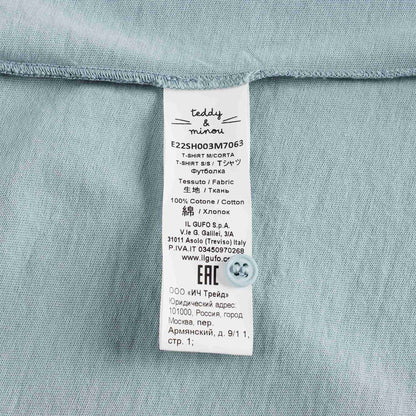 teddy
&
minou
E22SH003M7063
T-SHIRT M/CORTA
T-SHIRT S/S / Tシャツ
Футболка
Tessuto / Fabric
生地 / Ткань
100% Cotone / Cotton
綿 / Хлопок
IL GUFO S.p.A.
V.le G. Galilei, 3/A
31011 Asolo (Treviso) Italy
P.IVA.IT 03450970268
www.ilgufo.com
EAC
ООО «ИЧ Трейд»
Юридический адрес:
101000, Россия, город
Москва, пер.
Армянский, д. 9/1 1,
стр. 1;